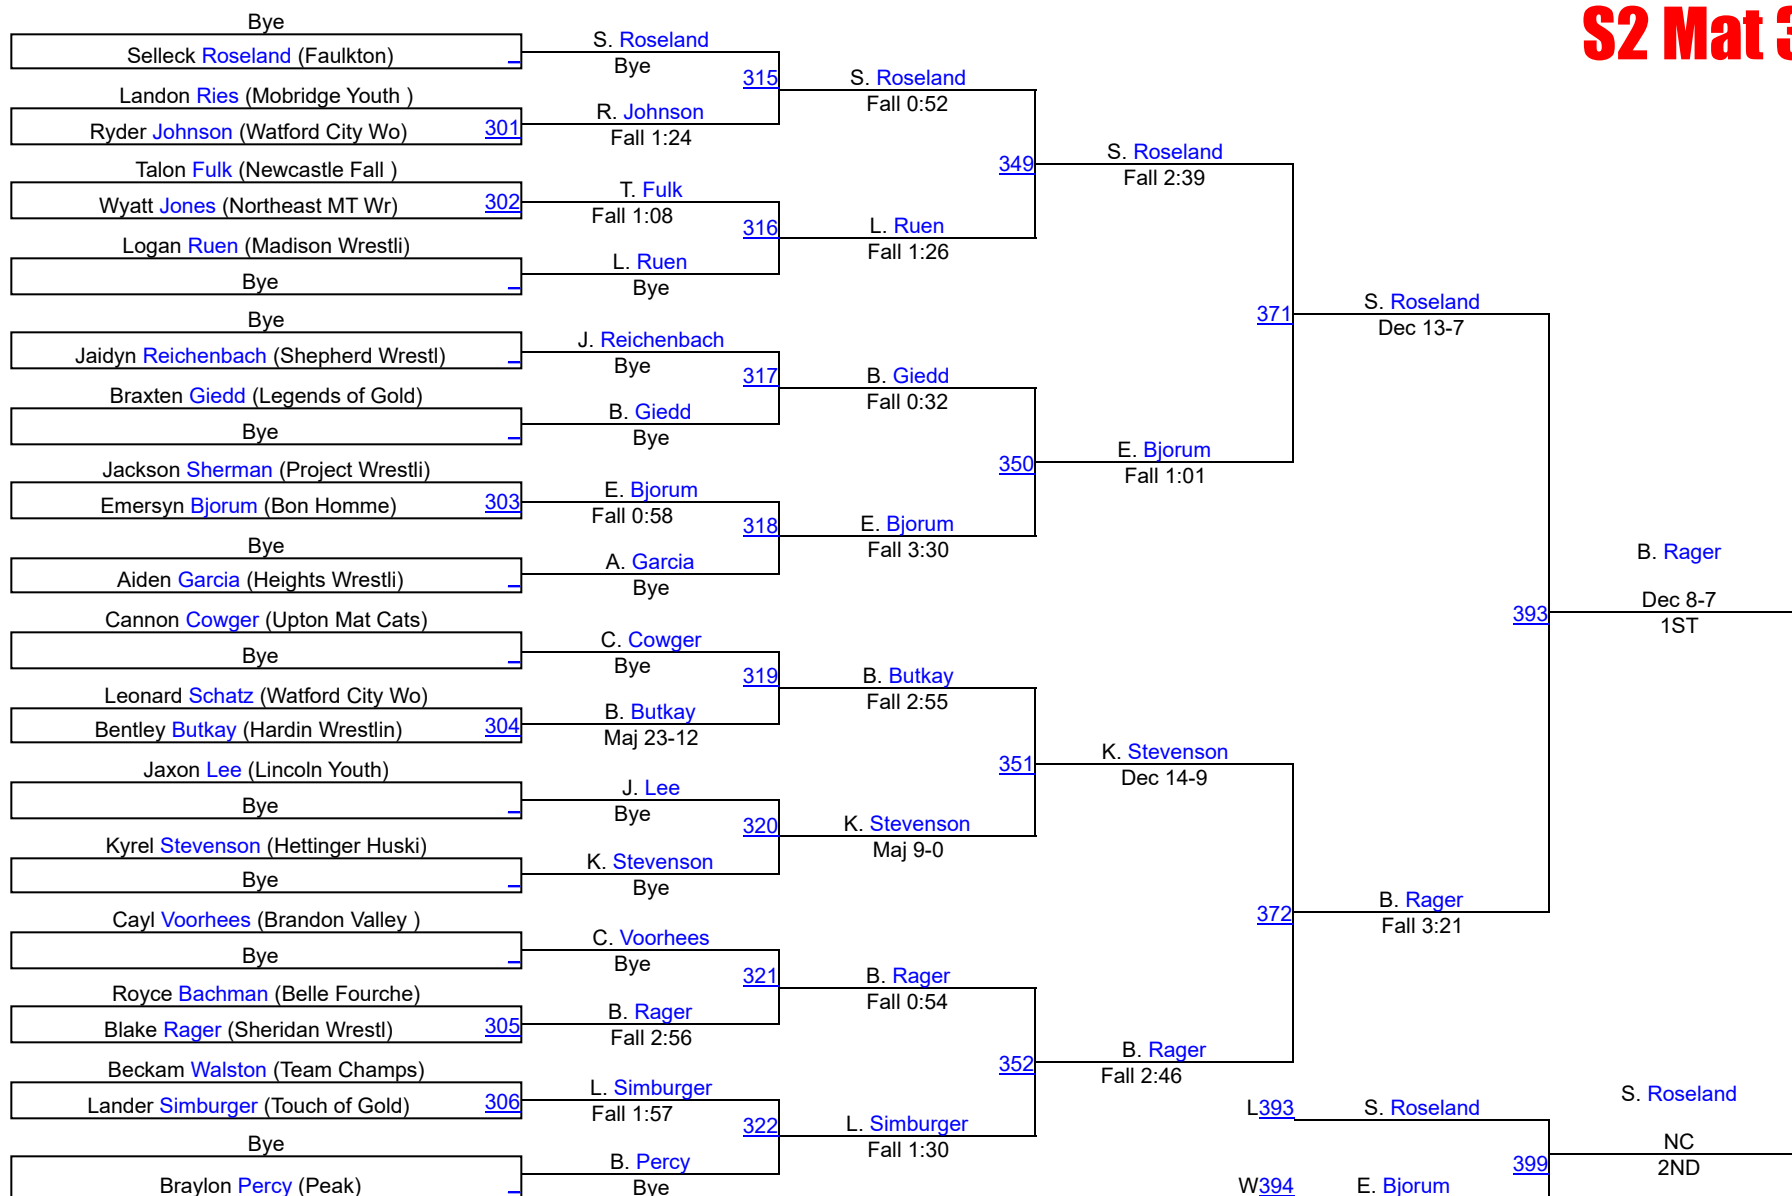 S2 Mat 3
Bye
Selleck Roseland (Faulkton)
Landon Ries (Mobridge Youth )
Ryder Johnson (Watford City Wo) 301
Talon Fulk (Newcastle Fall )
Wyatt Jones (Northeast MT Wr) 302
Logan Ruen (Madison Wrestli)
Bye
Bye
Jaidyn Reichenbach (Shepherd Wrestl)
Braxten Giedd (Legends of Gold)
Bye
Jackson Sherman (Project Wrestli)
Emersyn Bjorum (Bon Homme) 303
Bye
Aiden Garcia (Heights Wrestli)
Cannon Cowger (Upton Mat Cats)
Bye
Leonard Schatz (Watford City Wo)
Bentley Butkay (Hardin Wrestlin) 304
Jaxon Lee (Lincoln Youth)
Bye
Kyrel Stevenson (Hettinger Huski)
Bye
Cayl Voorhees (Brandon Valley )
Bye
Royce Bachman (Belle Fourche)
Blake Rager (Sheridan Wrestl) 305
Beckam Walston (Team Champs)
Lander Simburger (Touch of Gold) 306
Bye
Braylon Percy (Peak)
S. Roseland
Bye
315
R. Johnson
Fall 1:24
T. Fulk
Fall 1:08
316
L. Ruen
Bye
J. Reichenbach
Bye
317
B. Giedd
Bye
E. Bjorum
Fall 0:58
318
A. Garcia
Bye
C. Cowger
Bye
319
B. Butkay
Maj 23-12
J. Lee
Bye
320
K. Stevenson
Bye
C. Voorhees
Bye
321
B. Rager
Fall 2:56
L. Simburger
Fall 1:57
322
B. Percy
Bye
S. Roseland
Fall 0:52
349
L. Ruen
Fall 1:26
B. Giedd
Fall 0:32
350
E. Bjorum
Fall 3:30
B. Butkay
Fall 2:55
351
K. Stevenson
Maj 9-0
B. Rager
Fall 0:54
352
L. Simburger
Fall 1:30
S. Roseland
Fall 2:39
371
E. Bjorum
Fall 1:01
K. Stevenson
Dec 14-9
372
B. Rager
Fall 2:46
S. Roseland
Dec 13-7
393
B. Rager
Fall 3:21
B. Rager
Dec 8-7
1ST
L393 S. Roseland
399
W394 E. Bjorum
S. Roseland
NC
2ND